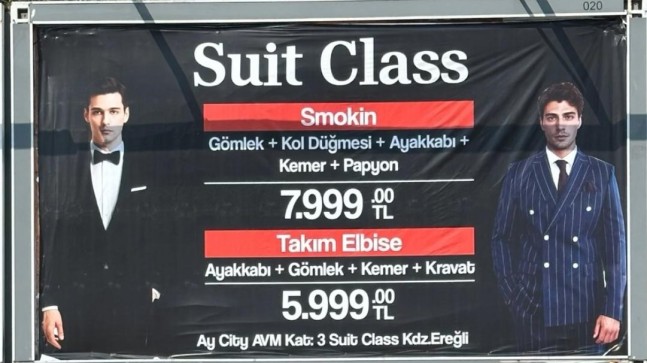 020
Suit Class
Smokin
Gömlek + Kol Düğmesi + Ayakkabı +
Kemer + Papyon
7.999 .00 TL
Takım Elbise
Ayakkabı + Gömlek + Kemer + Kravat
5.999 .00 TL
Ay City AVM Kat: 3 Suit Class Kdz.Ereğli